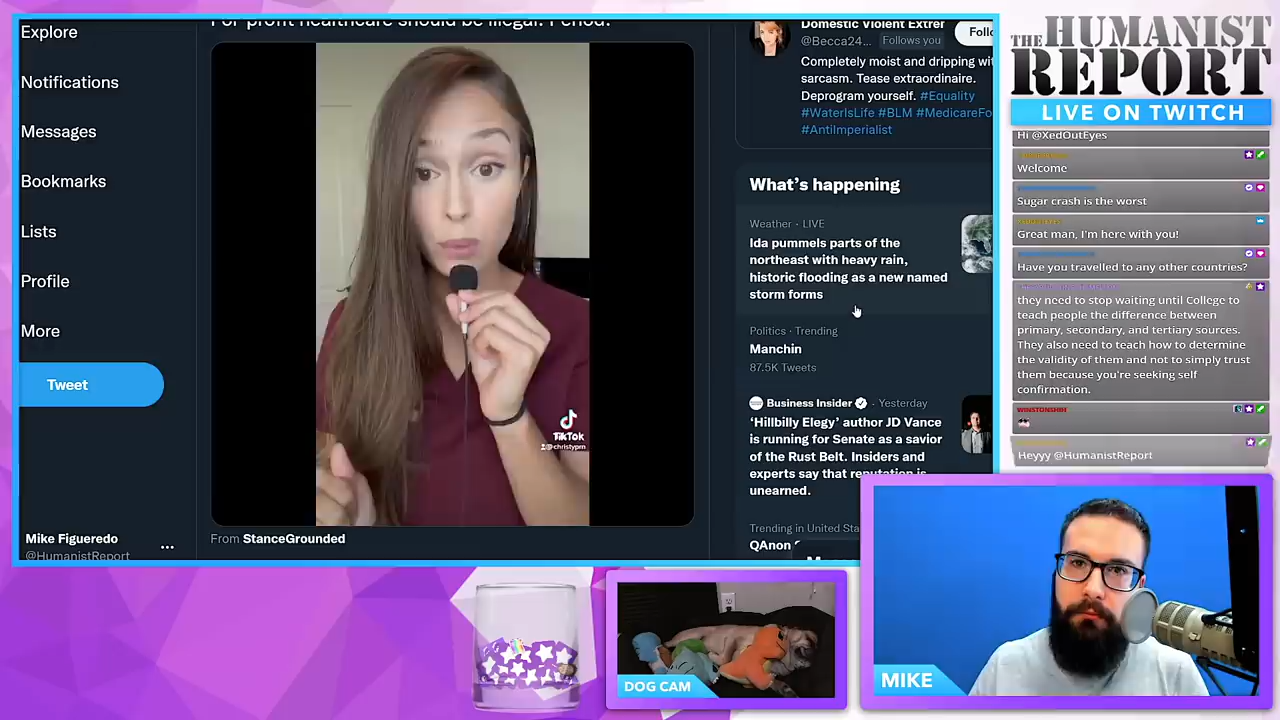 For profit healthcare should be illegal. Period.
Explore
Notifications
Messages
Bookmarks
Lists
Profile
More
Tweet
Mike Figueredo
@HumanistReport
TikTok
@christyprn
From StanceGrounded
Domestic Violent Extrer
@Becca24... Follows you
Follo
Completely moist and dripping wit
sarcasm. Tease extraordinaire.
Deprogram yourself. #Equality
#WaterIsLife #BLM #MedicareFo
#AntiImperialist
What's happening
Weather · LIVE
Ida pummels parts of the
northeast with heavy rain,
historic flooding as a new named
storm forms
Politics · Trending
Manchin
87.5K Tweets
Business Insider · Yesterday
'Hillbilly Elegy' author JD Vance
is running for Senate as a savior
of the Rust Belt. Insiders and
experts say that reputation is
unearned.
Trending in United Sta
QAnon
THE HUMANIST
REPORT
LIVE ON TWITCH
Hi @XedOutEyes
Welcome
Sugar crash is the worst
Great man, I'm here with you!
Have you travelled to any other countries?
they need to stop waiting until College to
teach people the difference between
primary, secondary, and tertiary sources.
They also need to teach how to determine
the validity of them and not to simply trust
them because you're seeking self
confirmation.
WINSTONSHIH
Heyyy @HumanistReport
DOG CAM
MIKE